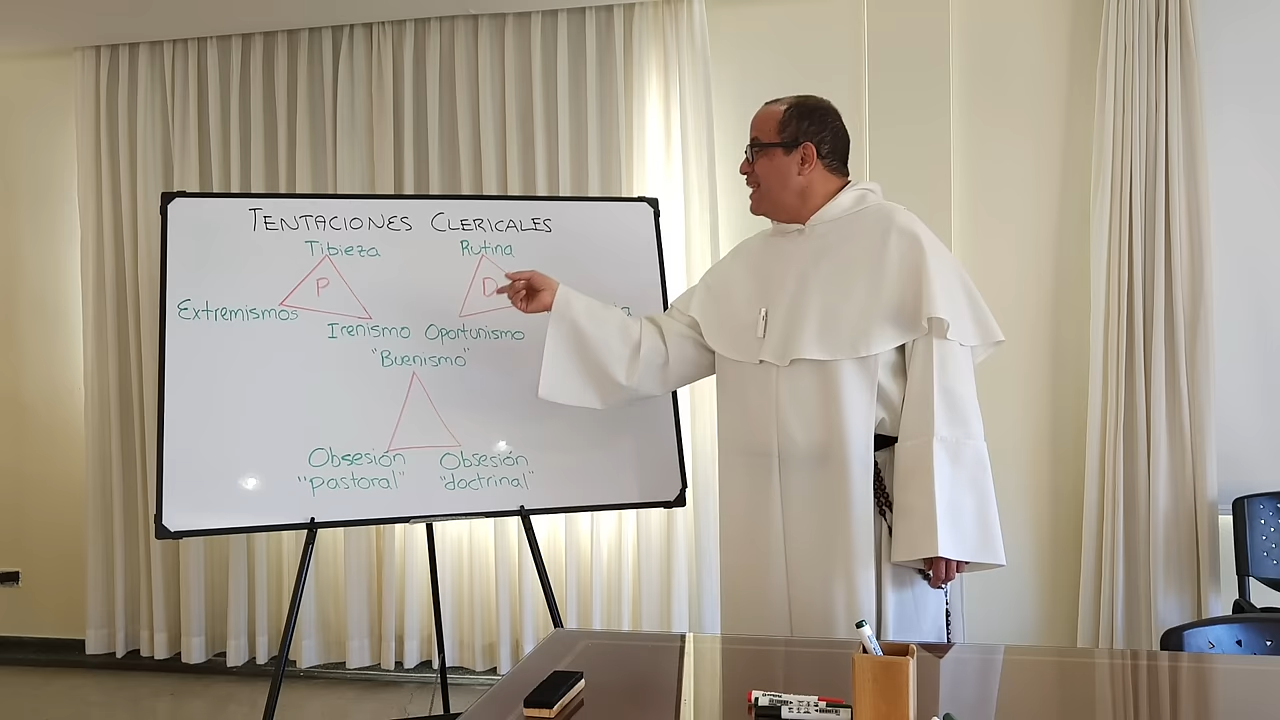 TENTACIONES CLERICALES
Tibieza Rutina
P D
Extremismos
Irenismo Oportunismo
"Buenismo"
Obsesión Obsesión
"pastoral" "doctrinal"